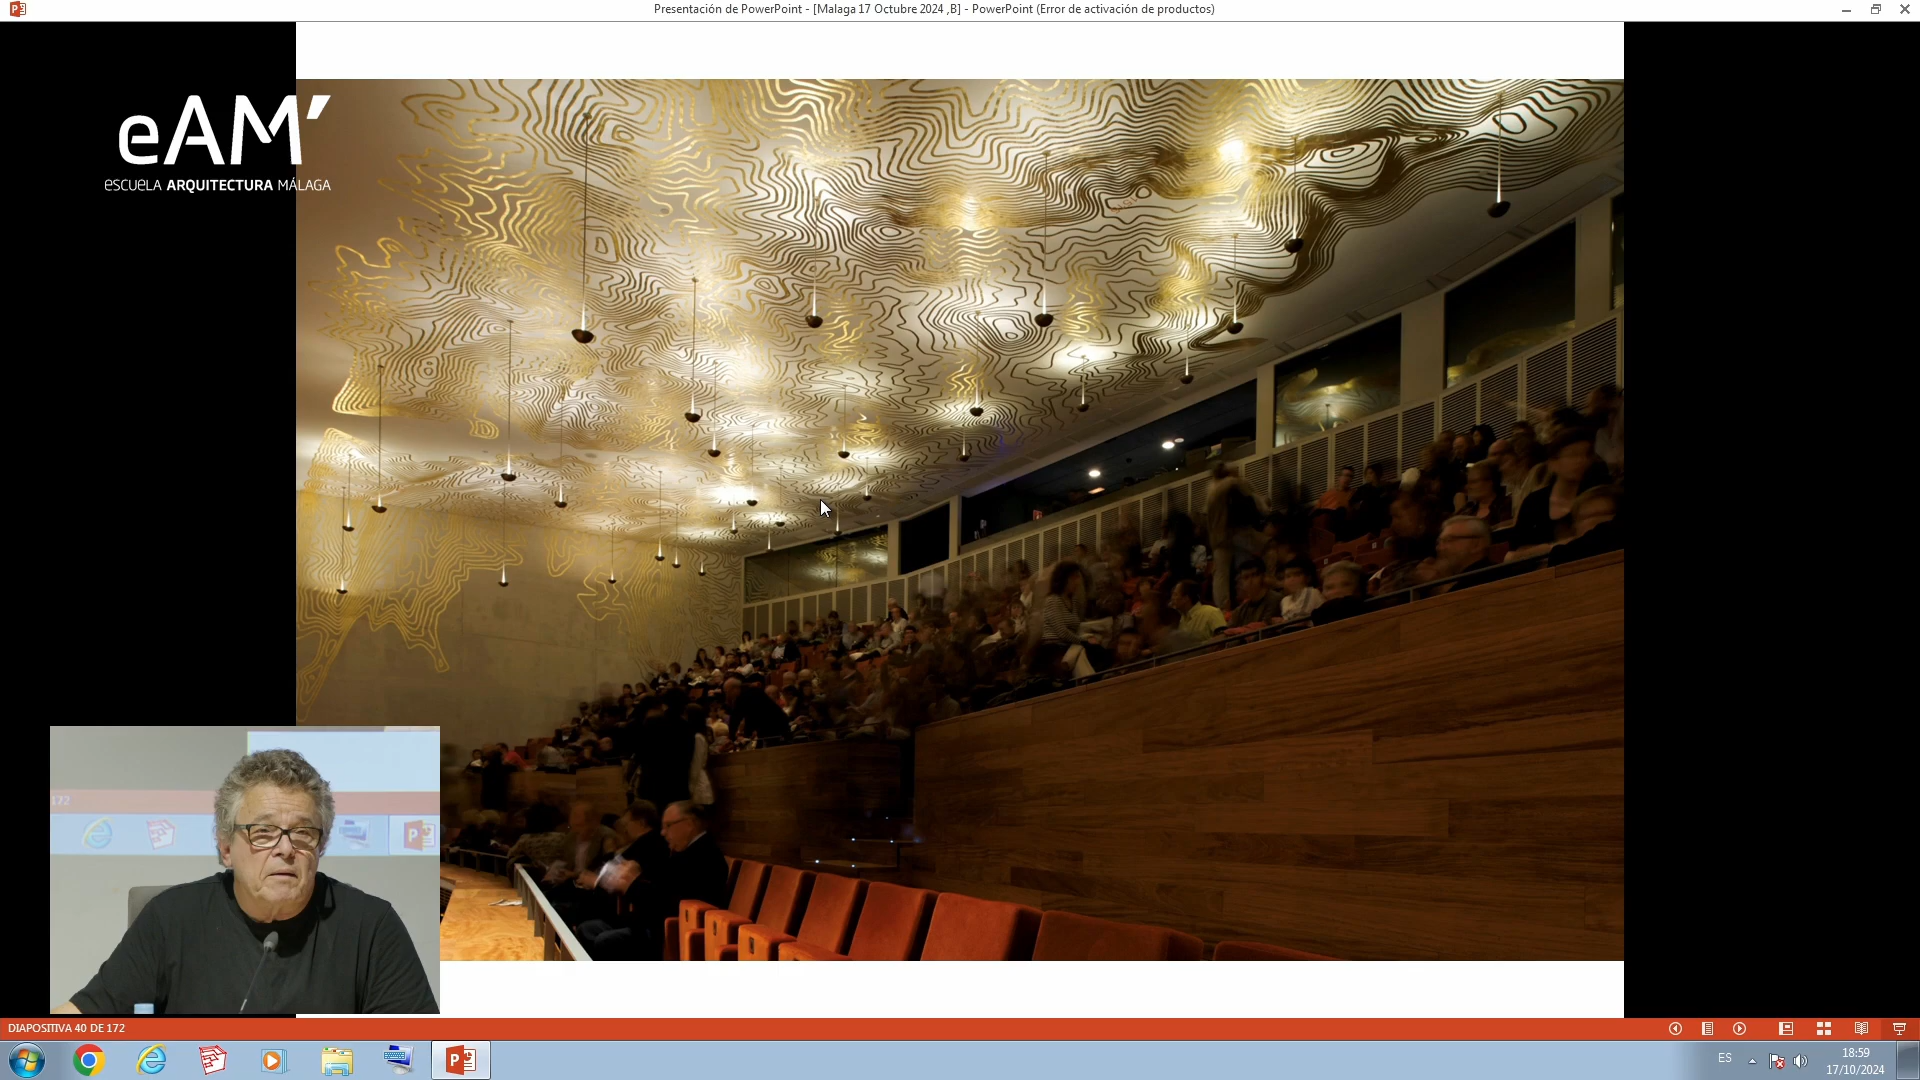 Presentación de PowerPoint - [Malaga 17 Octubre 2024 ,B] - PowerPoint (Error de activación de productos)
eAM'
ESCUELA ARQUITECTURA MÁLAGA
172
DIAPOSITIVA 40 DE 172
ES
18:59
17/10/2024